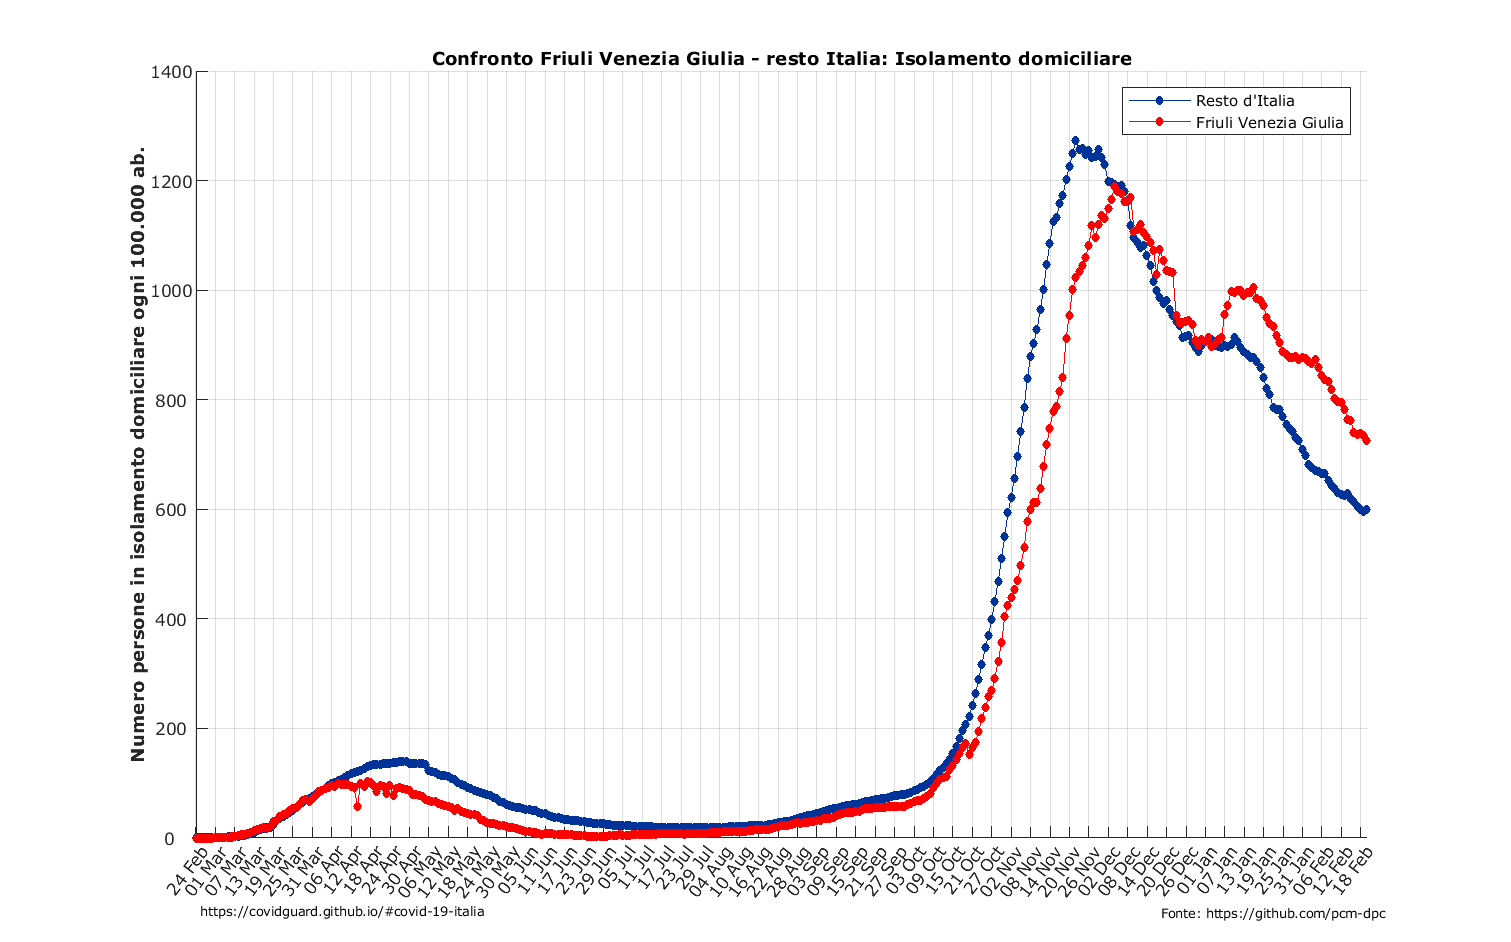 Confronto Friuli Venezia Giulia - resto Italia: Isolamento domiciliare
Resto d'Italia
Friuli Venezia Giulia
Numero persone in isolamento domiciliare ogni 100.000 ab.
1400
1200
1000
800
600
400
200
0
24 Feb
01 Mar
07 Mar
13 Mar
19 Mar
25 Mar
31 Mar
06 Apr
12 Apr
18 Apr
24 Apr
30 Apr
06 May
12 May
18 May
24 May
30 May
05 Jun
11 Jun
17 Jun
23 Jun
29 Jun
05 Jul
11 Jul
17 Jul
23 Jul
29 Jul
04 Aug
10 Aug
16 Aug
22 Aug
28 Aug
03 Sep
09 Sep
15 Sep
21 Sep
27 Sep
03 Oct
09 Oct
15 Oct
21 Oct
27 Oct
02 Nov
08 Nov
14 Nov
20 Nov
26 Nov
02 Dec
08 Dec
14 Dec
20 Dec
26 Dec
01 Jan
07 Jan
13 Jan
19 Jan
25 Jan
31 Jan
06 Feb
12 Feb
18 Feb
https://covidguard.github.io/#covid-19-italia
Fonte: https://github.com/pcm-dpc